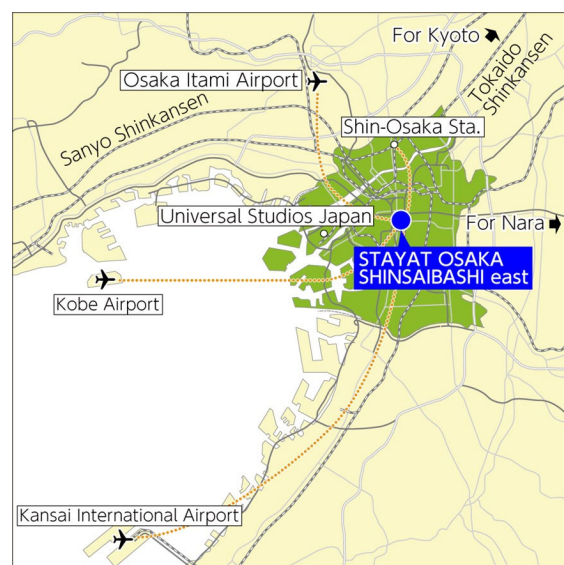 For Kyoto
Tokaido
Shinkansen
Osaka Itami Airport
Sanyo Shinkansen
Shin-Osaka Sta.
Universal Studios Japan
For Nara
STAYAT OSAKA
SHINSAIBASHI east
Kobe Airport
Kansai International Airport